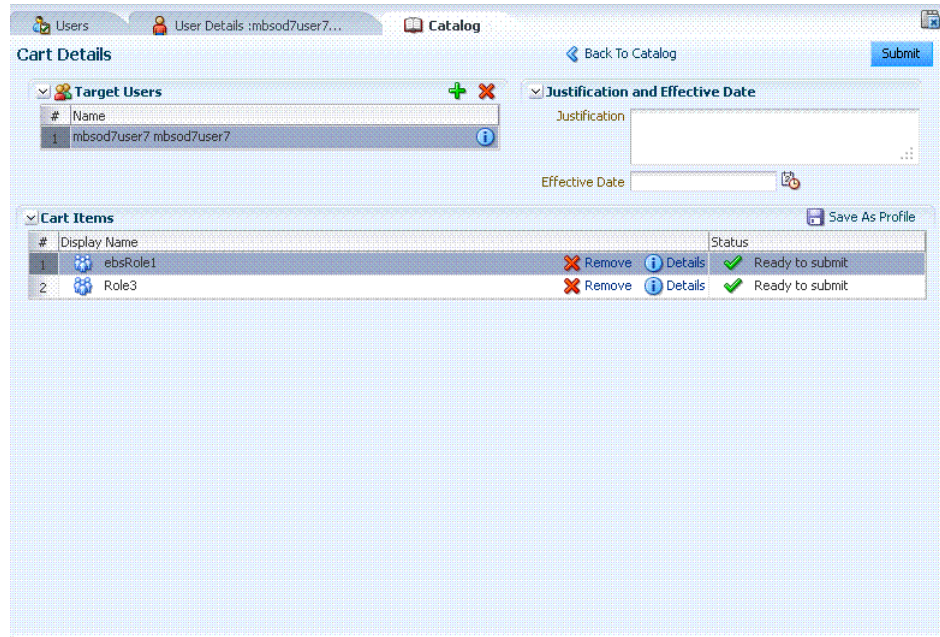 Users
User Details :mbsod7user7...
Catalog
Cart Details
Back To Catalog
Submit
Target Users
# Name
1 mbsod7user7 mbsod7user7
Justification and Effective Date
Justification
Effective Date
Cart Items
Save As Profile
# Display Name Status
1 ebsRole1 Remove Details Ready to submit
2 Role3 Remove Details Ready to submit